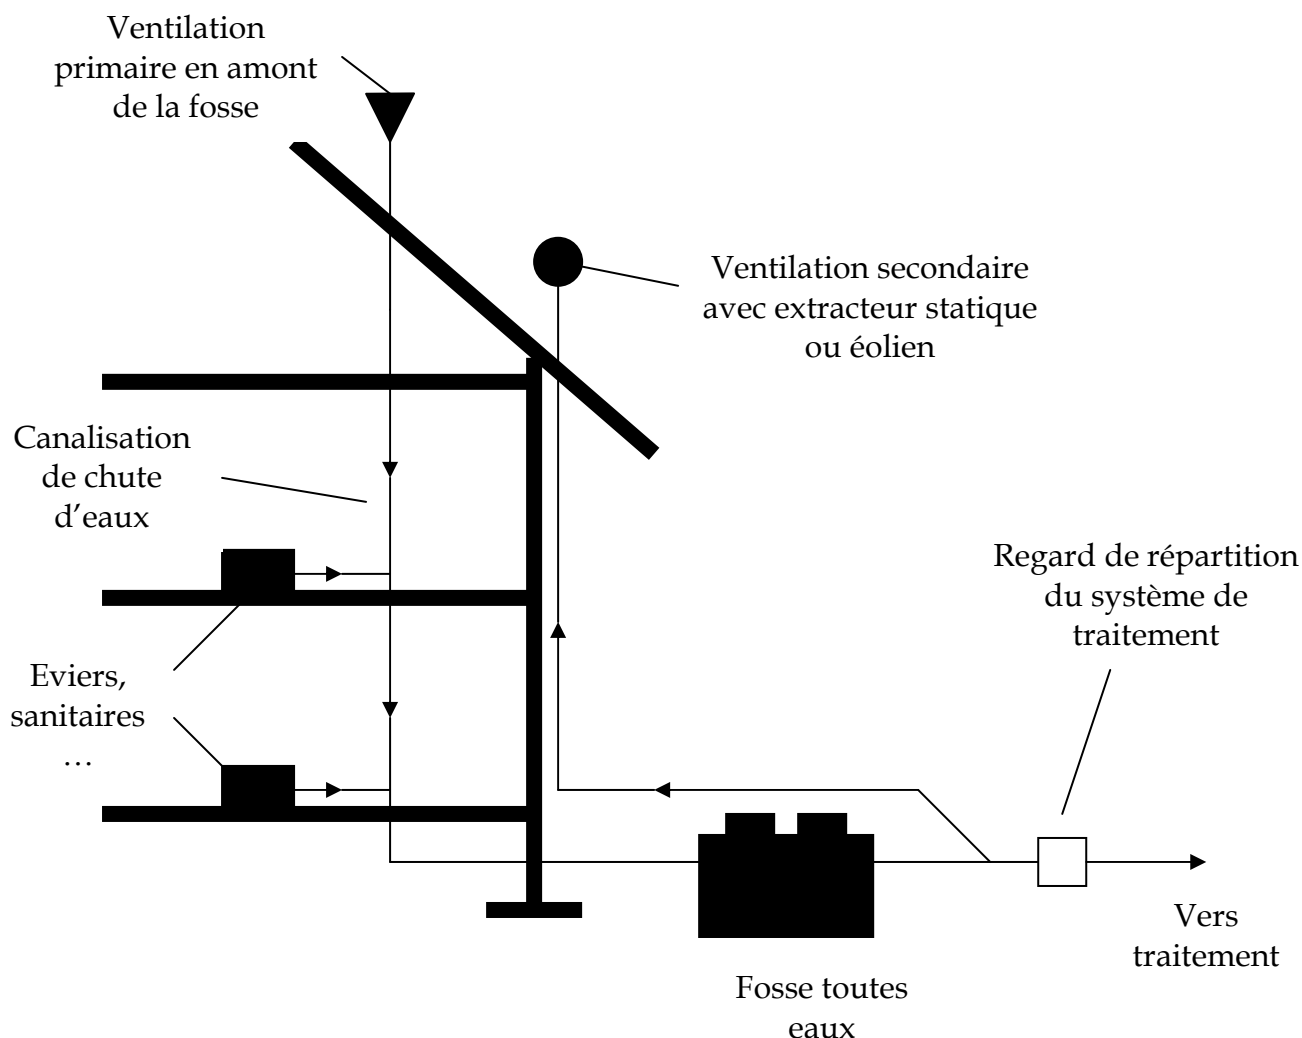 Ventilation
primaire en amont
de la fosse
Ventilation secondaire
avec extracteur statique
ou éolien
Canalisation
de chute
d’eaux
Regard de répartition
du système de
traitement
Eviers,
sanitaires
…
Vers
traitement
Fosse toutes
eaux